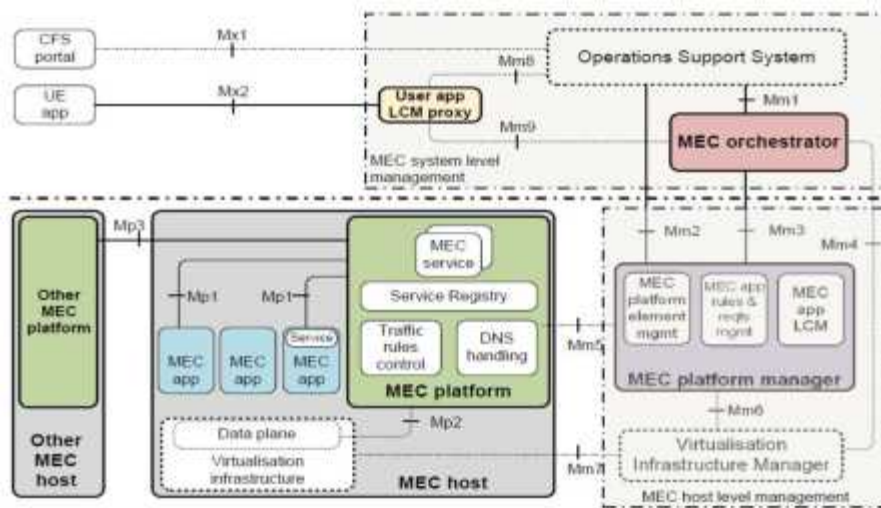 CFS
portal
Mx1
Operations Support System
Mm8
UE
app
Mx2
User app
LCM proxy
Mm1
Mm9
MEC orchestrator
MEC system level
management
Other
MEC
platform
Other
MEC
host
Mp3
MEC
service
Mp1
Mp1
Service Registry
Traffic
rules
control
DNS
handling
Service
MEC
app
MEC
app
MEC
app
MEC platform
Mp2
Data plane
Virtualisation
infrastructure
MEC host
Mm2
Mm3
Mm4
Mm5
MEC
platform
element
mgmt
MEC app
rules &
reqts
mgmt
MEC
app
LCM
MEC platform manager
Mm6
Mm7
Virtualisation
Infrastructure Manager
MEC host level management